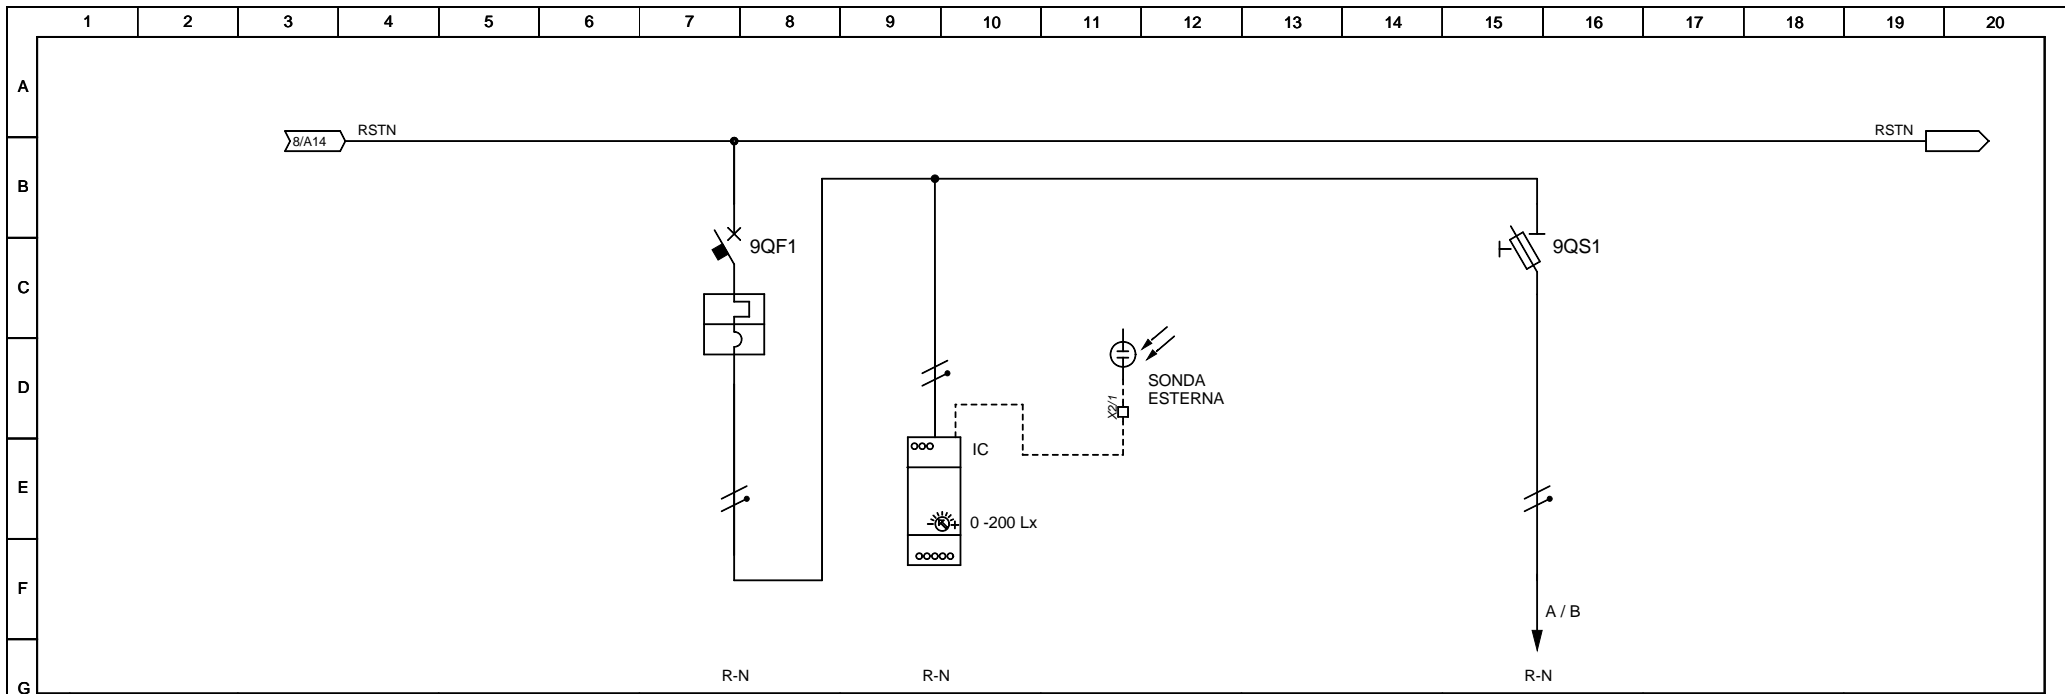 1 2 3 4 5 6 7 8 9 10 11 12 13 14 15 16 17 18 19 20
A
RSTN RSTN
8/A14
B
9QF1 9QS1
C
D
SONDA
ESTERNA
X2/1
IC
E
0 -200 Lx
F
A / B
R-N R-N R-N
G